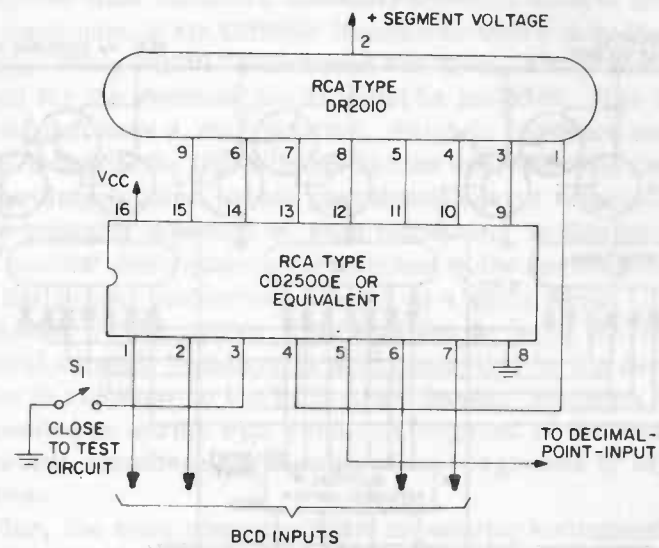 + SEGMENT VOLTAGE
2
RCA TYPE
DR2010
9 6 7 8 5 4 3 1
VCC
16 15 14 13 12 11 10 9
RCA TYPE
CD2500E OR
EQUIVALENT
1 2 3 4 5 6 7 8
S1
CLOSE
TO TEST
CIRCUIT
TO DECIMAL-
POINT-INPUT
BCD INPUTS